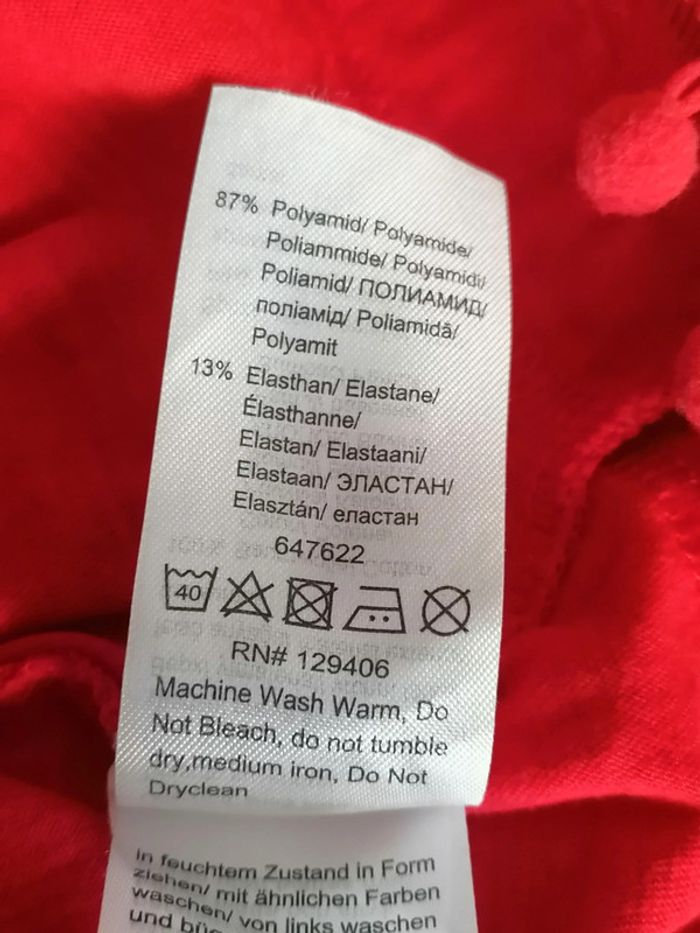 87% Polyamid/ Polyamide/
Poliammide/ Polyamidi/
Poliamid/ ПОЛИАМИД/
поліамід/ Poliamidă/
Polyamit
13% Elasthan/ Elastane/
Élasthanne/
Elastan/ Elastaani/
Elastaan/ ЭЛАСТАН/
Elasztán/ еластан
647622
40
RN# 129406
Machine Wash Warm, Do
Not Bleach, do not tumble
dry,medium iron, Do Not
Dryclean
in feuchtem Zustand in Form
ziehen/ mit ähnlichen Farben
waschen/ von links waschen
und